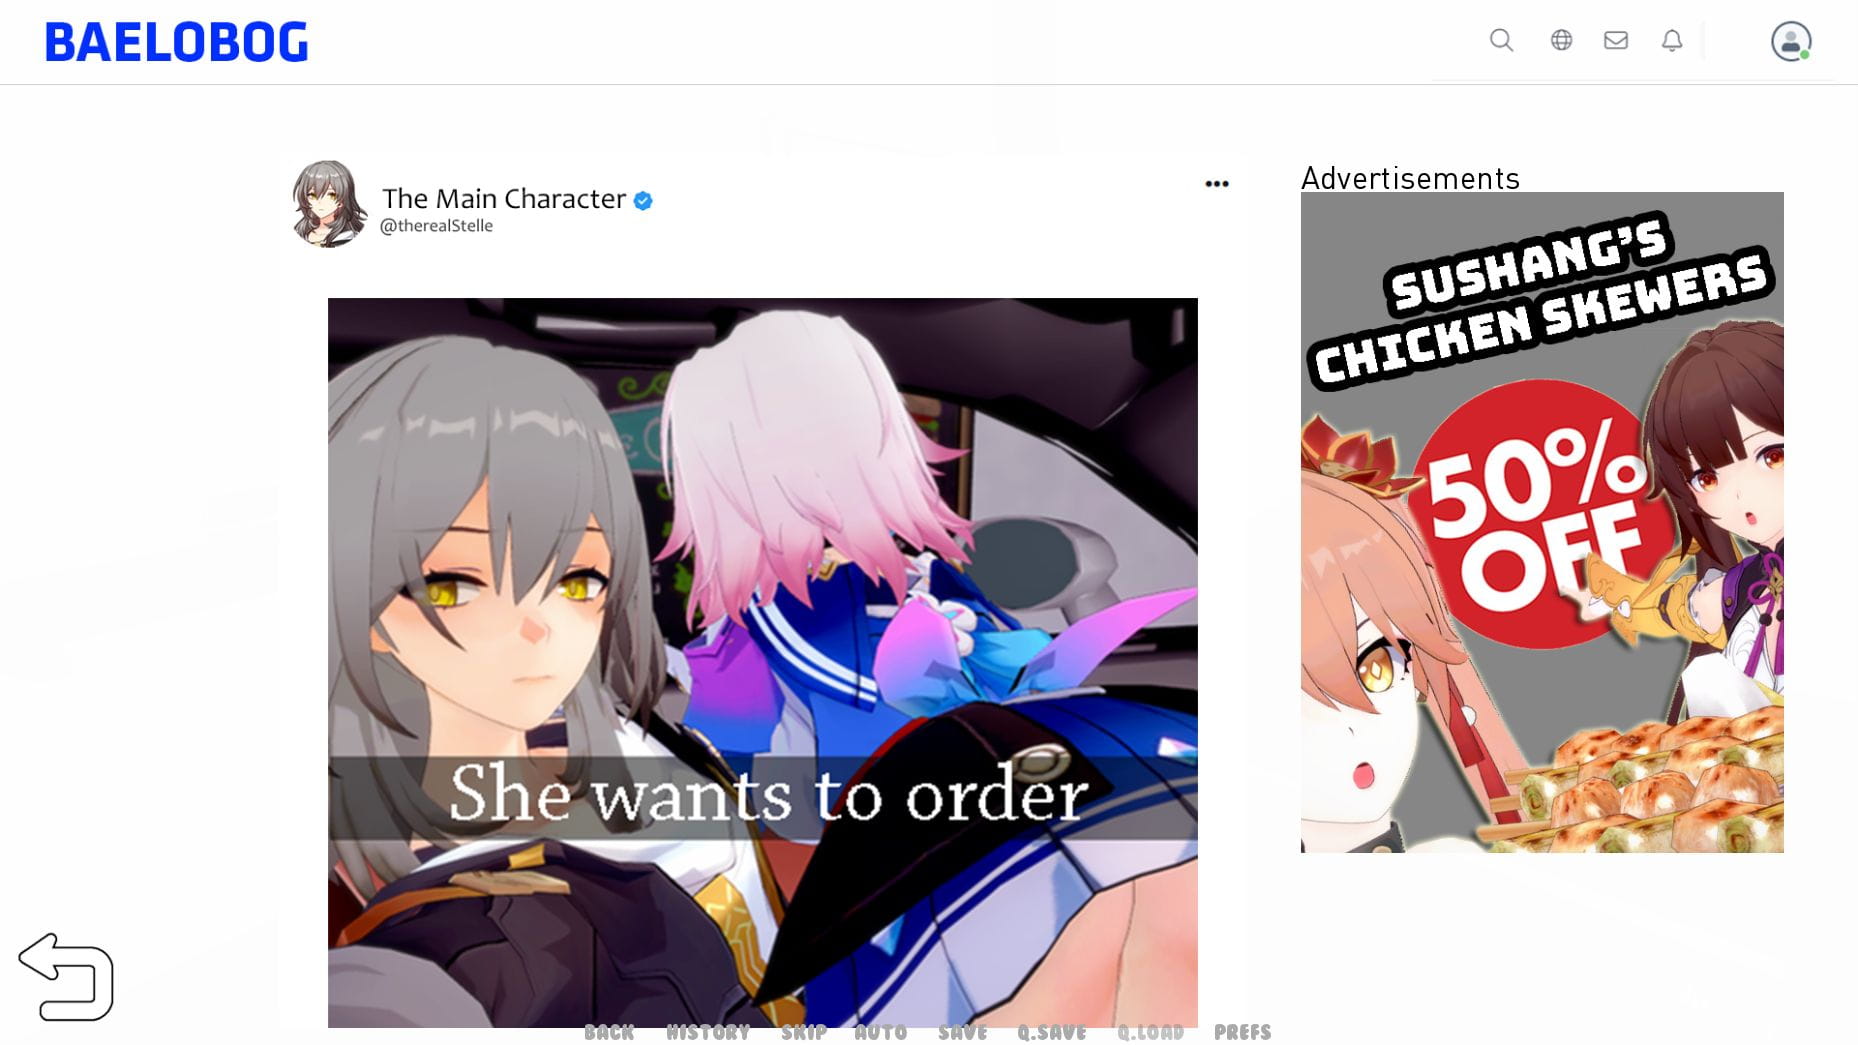 BAELOBOG
The Main Character
@therealStelle
Advertisements
SUSHANG'S
CHICKEN SKEWERS
50%
OFF
She wants to order
BACK HISTORY SKIP AUTO SAVE Q.SAVE Q.LOAD PREFS